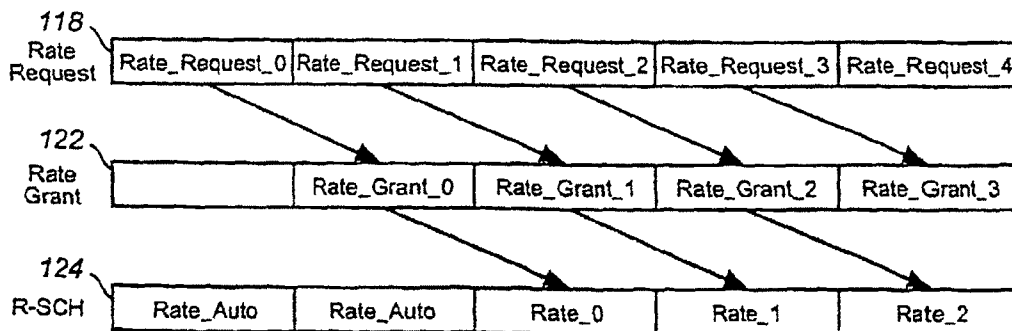 118
Rate Request
Rate_Request_0 Rate_Request_1 Rate_Request_2 Rate_Request_3 Rate_Request_4
122
Rate Grant
Rate_Grant_0 Rate_Grant_1 Rate_Grant_2 Rate_Grant_3
124
R-SCH
Rate_Auto Rate_Auto Rate_0 Rate_1 Rate_2